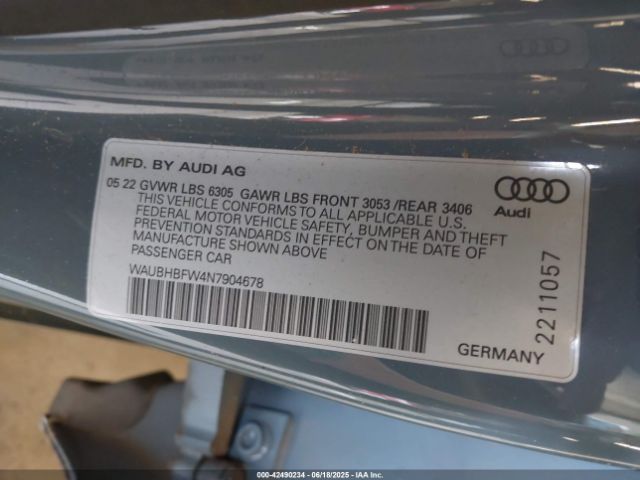 MFD. BY AUDI AG
05 22 GVWR LBS 6305 GAWR LBS FRONT 3053 /REAR 3406
THIS VEHICLE CONFORMS TO ALL APPLICABLE U.S.
FEDERAL MOTOR VEHICLE SAFETY, BUMPER AND THEFT
PREVENTION STANDARDS IN EFFECT ON THE DATE OF
MANUFACTURE SHOWN ABOVE
PASSENGER CAR
WAUBHBFW4N7904678
Audi
2211057
GERMANY
000-42490234 - 06/18/2025 - IAA Inc.